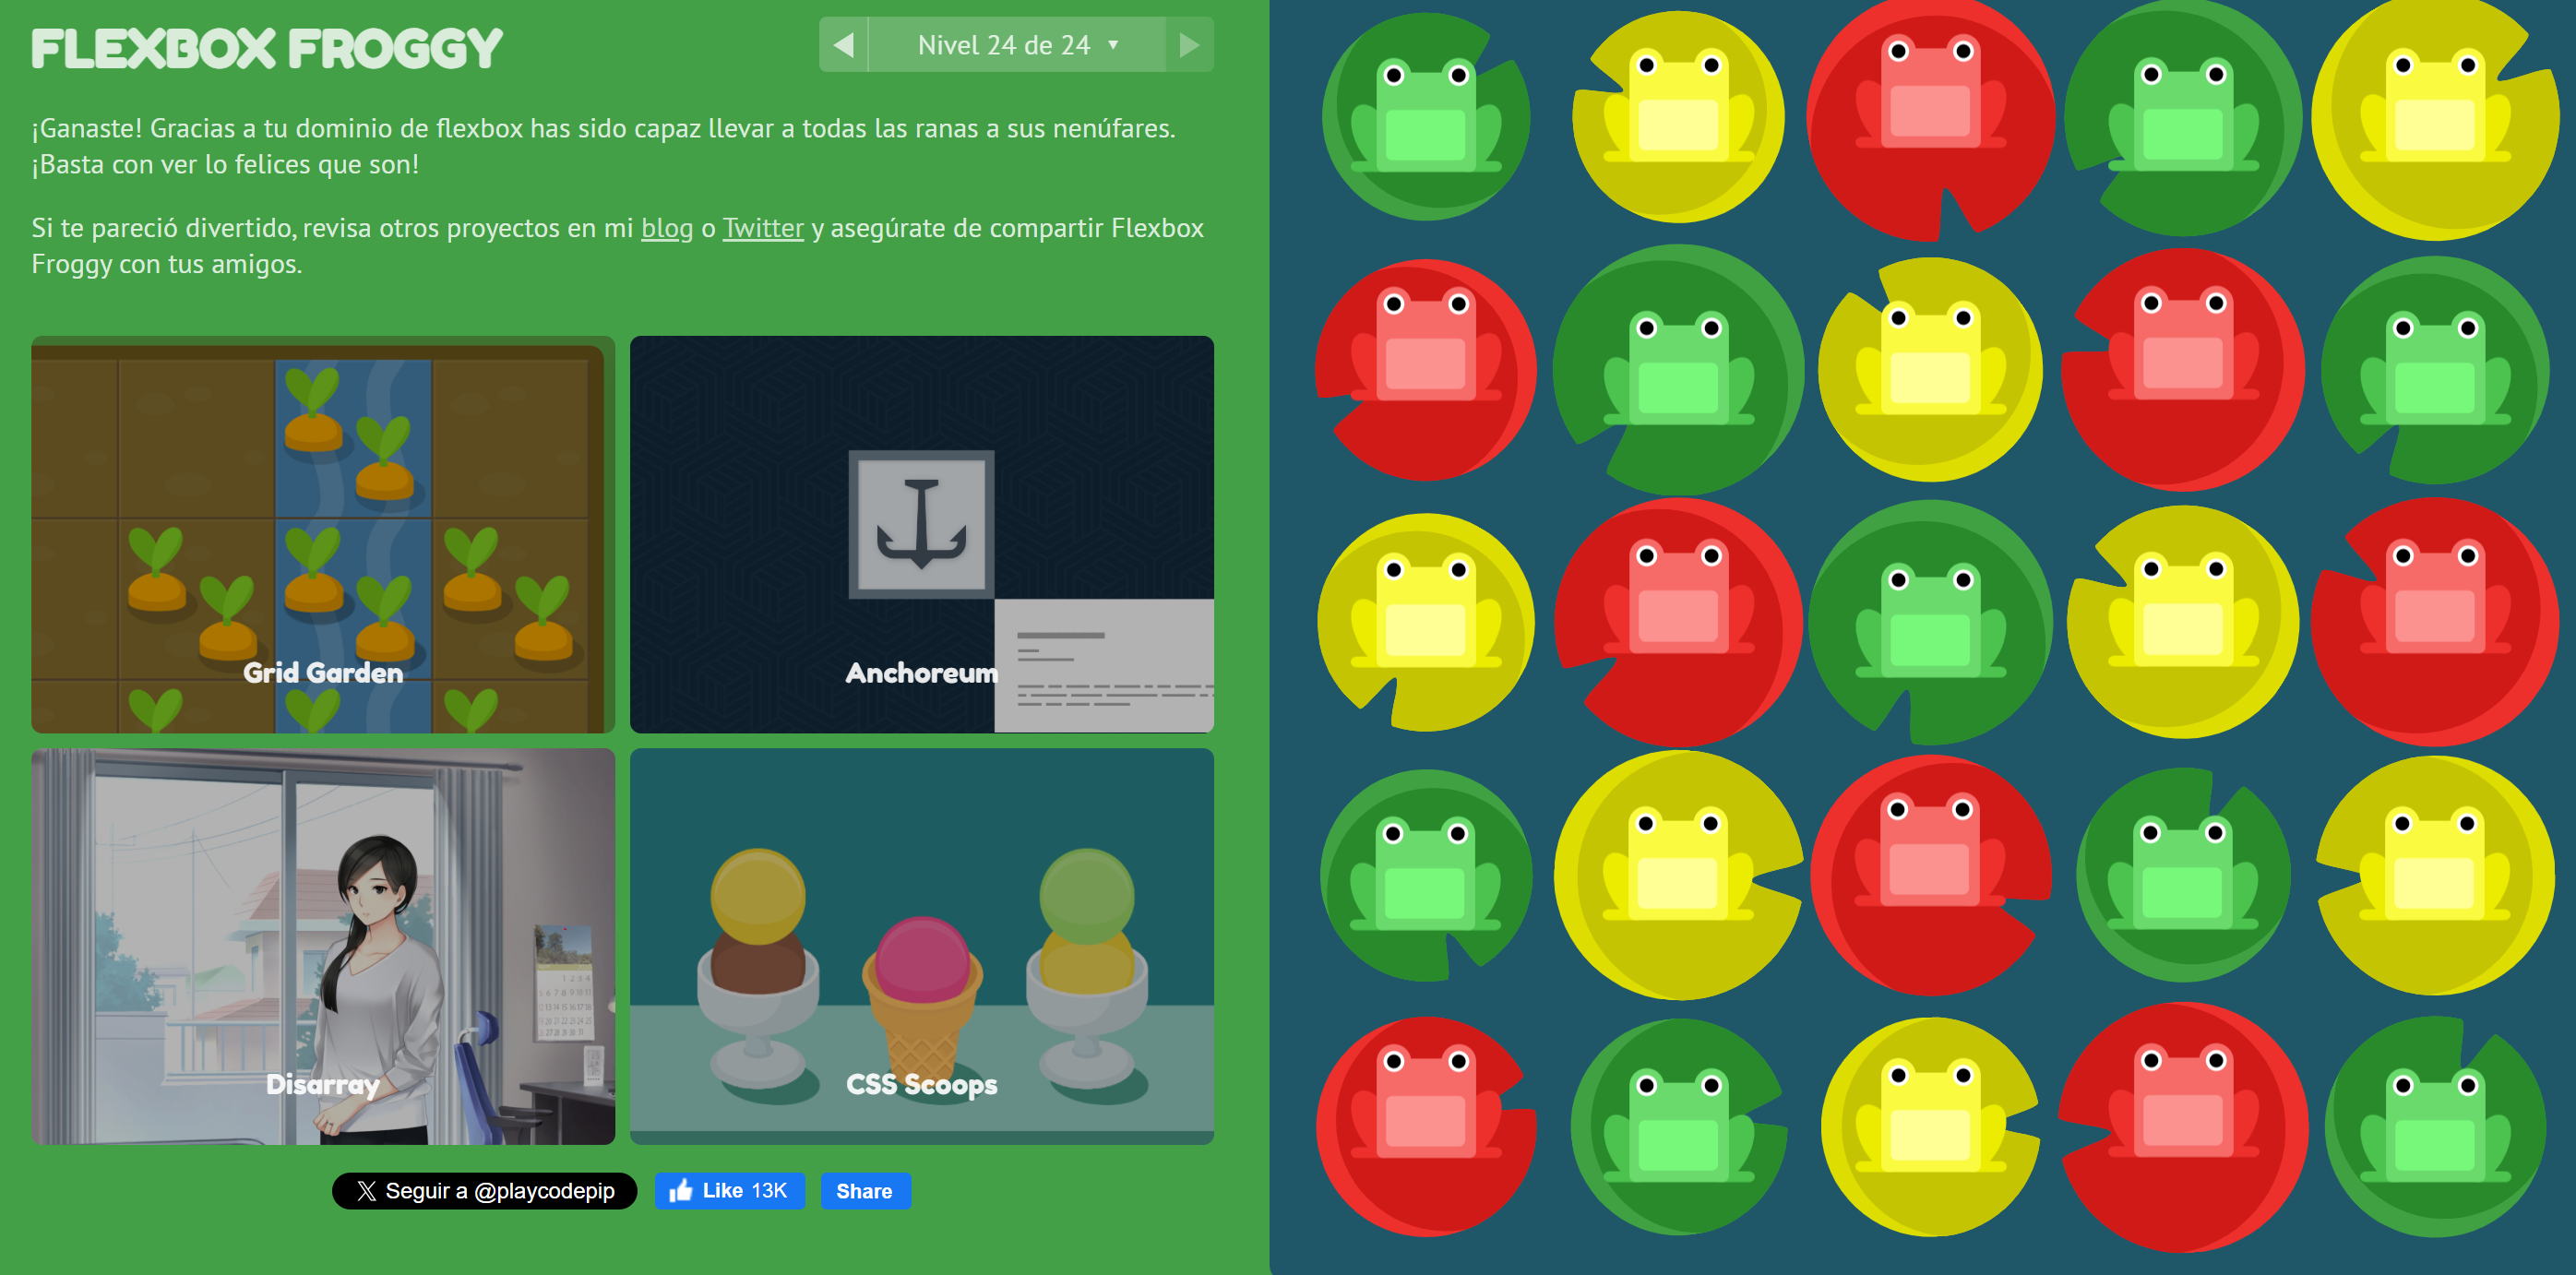 FLEXBOX FROGGY
Nivel 24 de 24 ▼
¡Ganaste! Gracias a tu dominio de flexbox has sido capaz llevar a todas las ranas a sus nenúfares.
¡Basta con ver lo felices que son!
Si te pareció divertido, revisa otros proyectos en mi blog o Twitter y asegúrate de compartir Flexbox
Froggy con tus amigos.
Grid Garden
Anchoreum
Disarray
CSS Scoops
Seguir a @playcodepip
Like 13K
Share